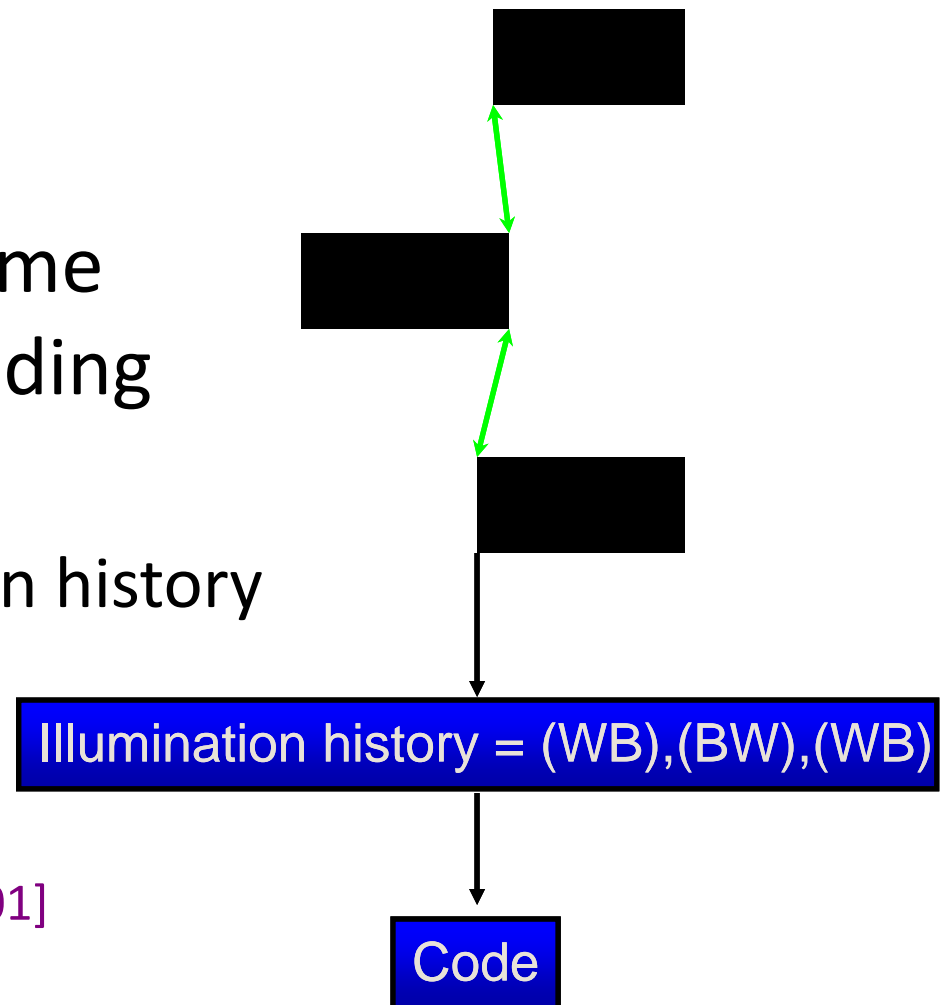 me
ding
n history
Illumination history = (WB),(BW),(WB)
01]
Code